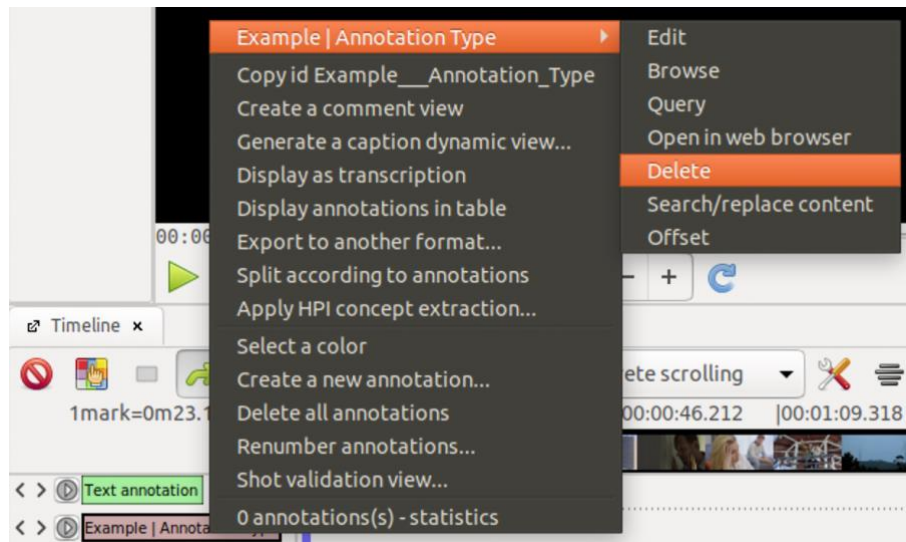 Example | Annotation Type
Copy id Example___Annotation_Type
Create a comment view
Generate a caption dynamic view...
Display as transcription
Display annotations in table
Export to another format...
Split according to annotations
Apply HPI concept extraction...
Select a color
Create a new annotation...
Delete all annotations
Renumber annotations...
Shot validation view...
0 annotations(s) - statistics
Edit
Browse
Query
Open in web browser
Delete
Search/replace content
Offset
00:00
- +
Timeline x
ete scrolling
1mark=0m23.1
00:00:46.212 |00:01:09.318
< > Text annotation
< > Example | Annota